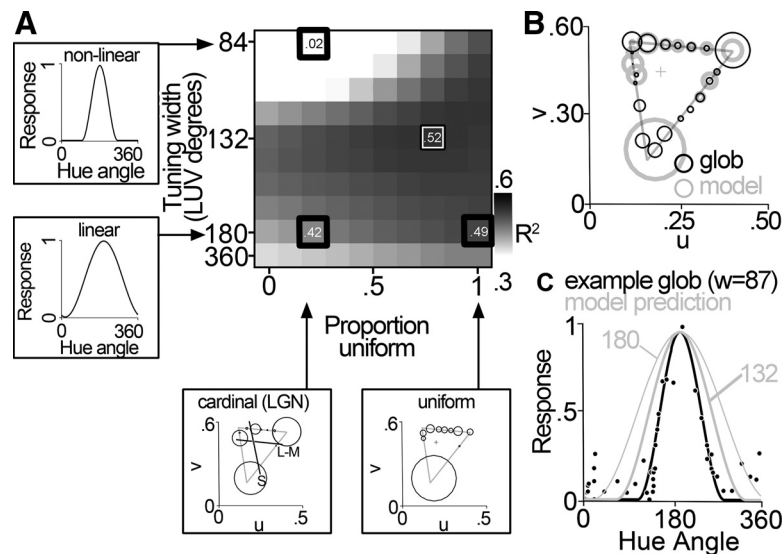 A
non-linear
Response
1
0
0
360
Hue angle
linear
Response
1
0
0
360
Hue angle
Tuning width
(LUV degrees)
84
132
180
360
.02
.52
.42
.49
.6
R²
.3
0
.5
1
Proportion
uniform
cardinal (LGN)
.6
v
0
L-M
S
u
.5
uniform
.6
v
0
u
.5
B
.60
v
.30
0
glob
model
0
.25
.50
u
C
example glob (w=87)
model prediction
1
Response
.5
0
180
132
0
180
360
Hue Angle